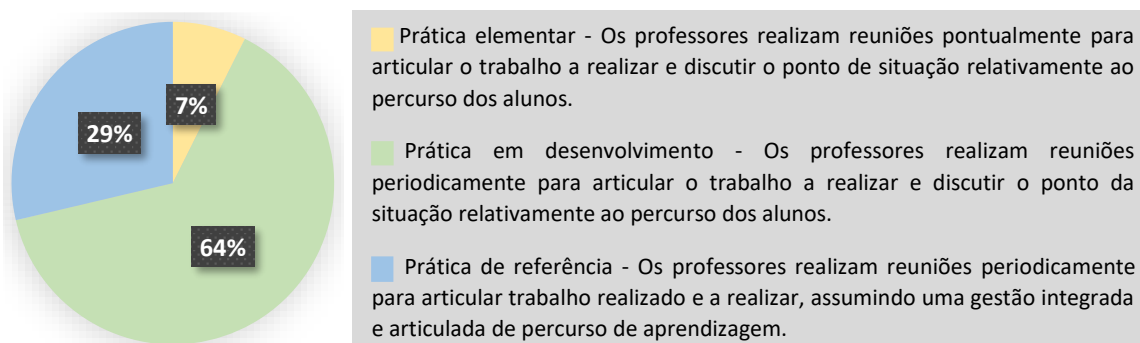 7%
29%
64%
Prática elementar - Os professores realizam reuniões pontualmente para
articular o trabalho a realizar e discutir o ponto de situação relativamente ao
percurso dos alunos.
Prática em desenvolvimento - Os professores realizam reuniões
periodicamente para articular o trabalho a realizar e discutir o ponto da
situação relativamente ao percurso dos alunos.
Prática de referência - Os professores realizam reuniões periodicamente
para articular trabalho realizado e a realizar, assumindo uma gestão integrada
e articulada de percurso de aprendizagem.